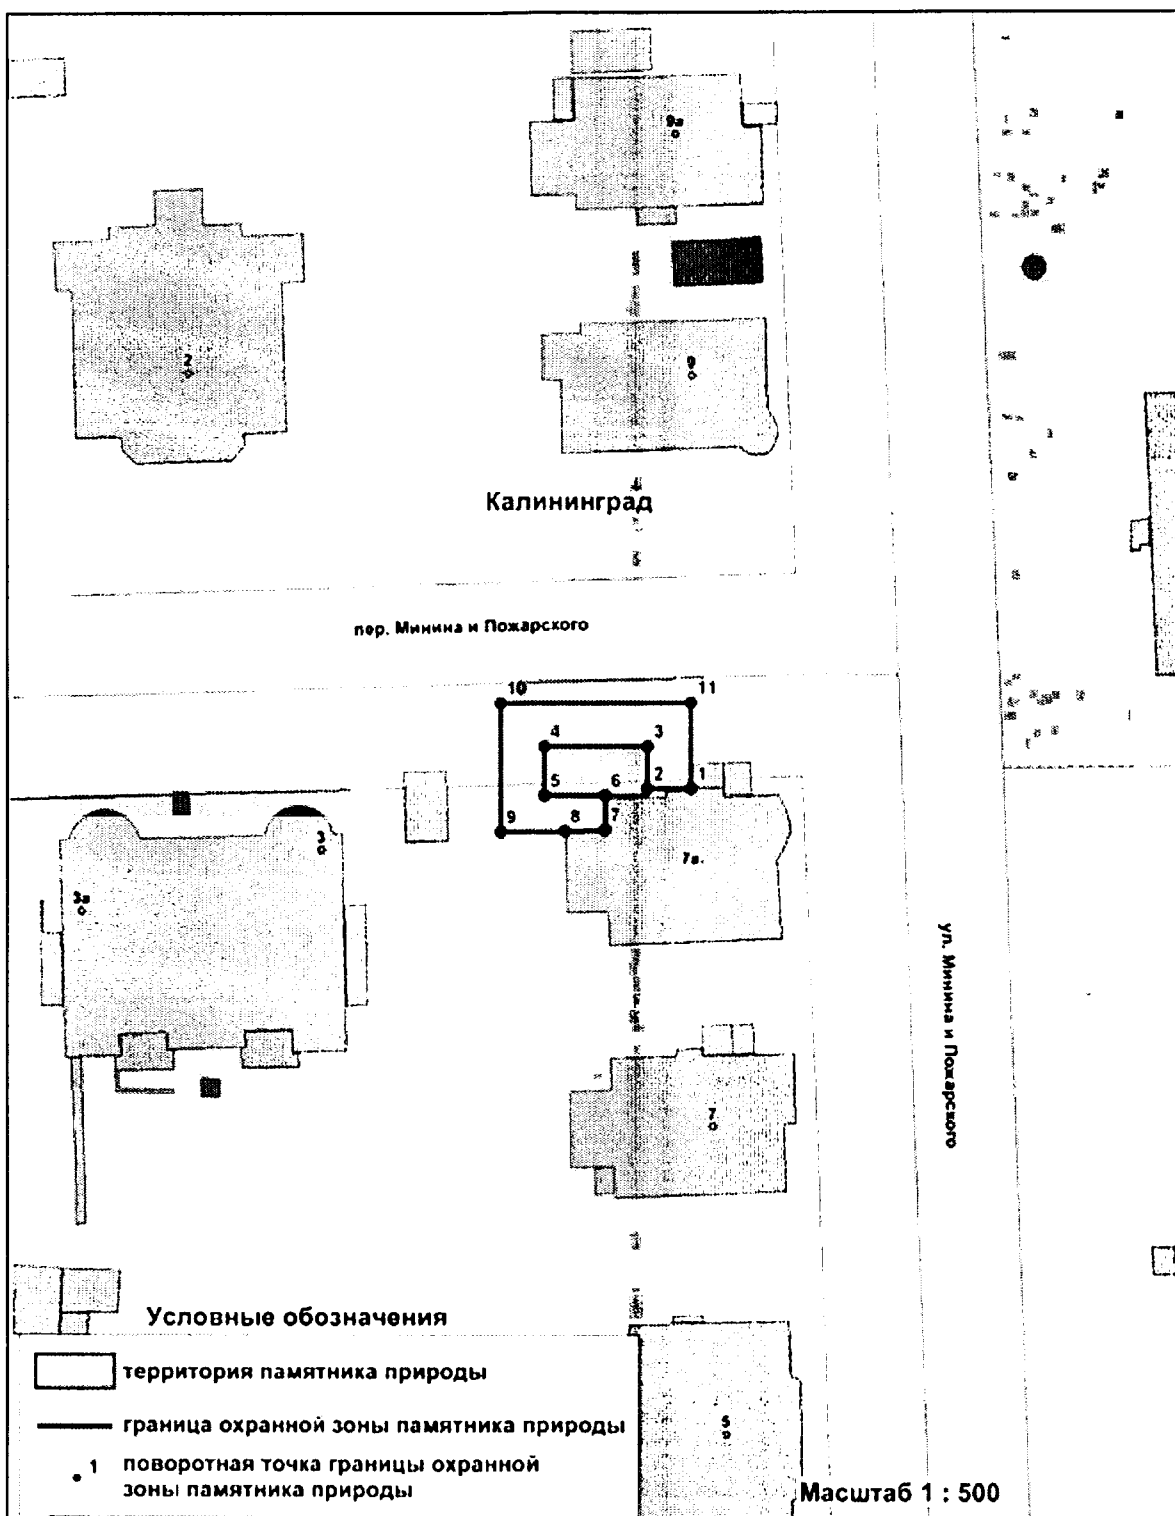 9а
2
9
Калининград
пер. Минина и Пожарского
10 11
4 3
5 6 2 1
9 8 7
3
7а.
3а
ул. Минина и Пожарского
7
Условные обозначения
территория памятника природы
граница охранной зоны памятника природы
1 поворотная точка границы охранной
зоны памятника природы
5
Масштаб 1 : 500